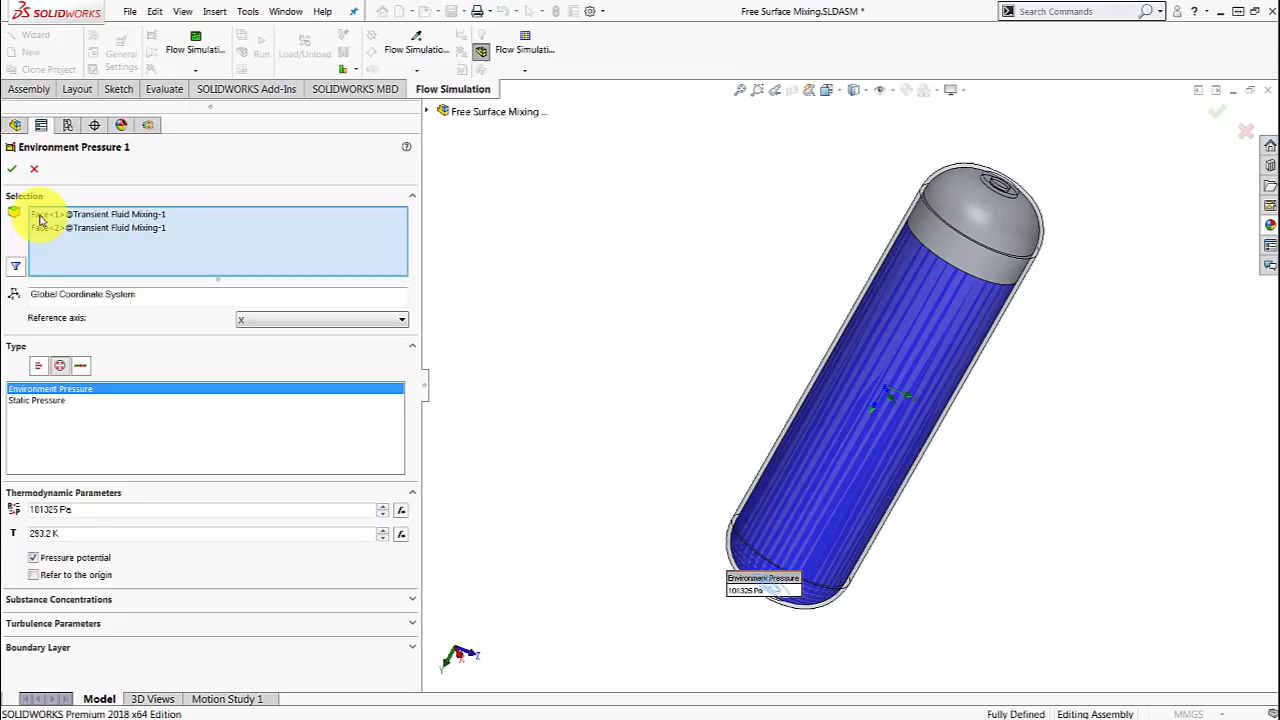 SOLIDWORKS
File Edit View Insert Tools Window Help
Free Surface Mixing.SLDASM *
Search Commands
Wizard
New
Clone Project
General Settings
Flow Simulati...
Run
Load/Unload
Flow Simulatio...
Flow Simulati...
Assembly Layout Sketch Evaluate SOLIDWORKS Add-Ins SOLIDWORKS MBD Flow Simulation
Free Surface Mixing ...
Environment Pressure 1
Selection
Face<1>@Transient Fluid Mixing-1
Face<2>@Transient Fluid Mixing-1
Global Coordinate System
Reference axis: X
Type
Environment Pressure
Static Pressure
Thermodynamic Parameters
101325 Pa
T 293.2 K
Pressure potential
Refer to the origin
Substance Concentrations
Turbulence Parameters
Boundary Layer
Environment Pressure
101325 Pa
Y X Z
Model 3D Views Motion Study 1
SOLIDWORKS Premium 2018 x64 Edition
Fully Defined Editing Assembly MMGS